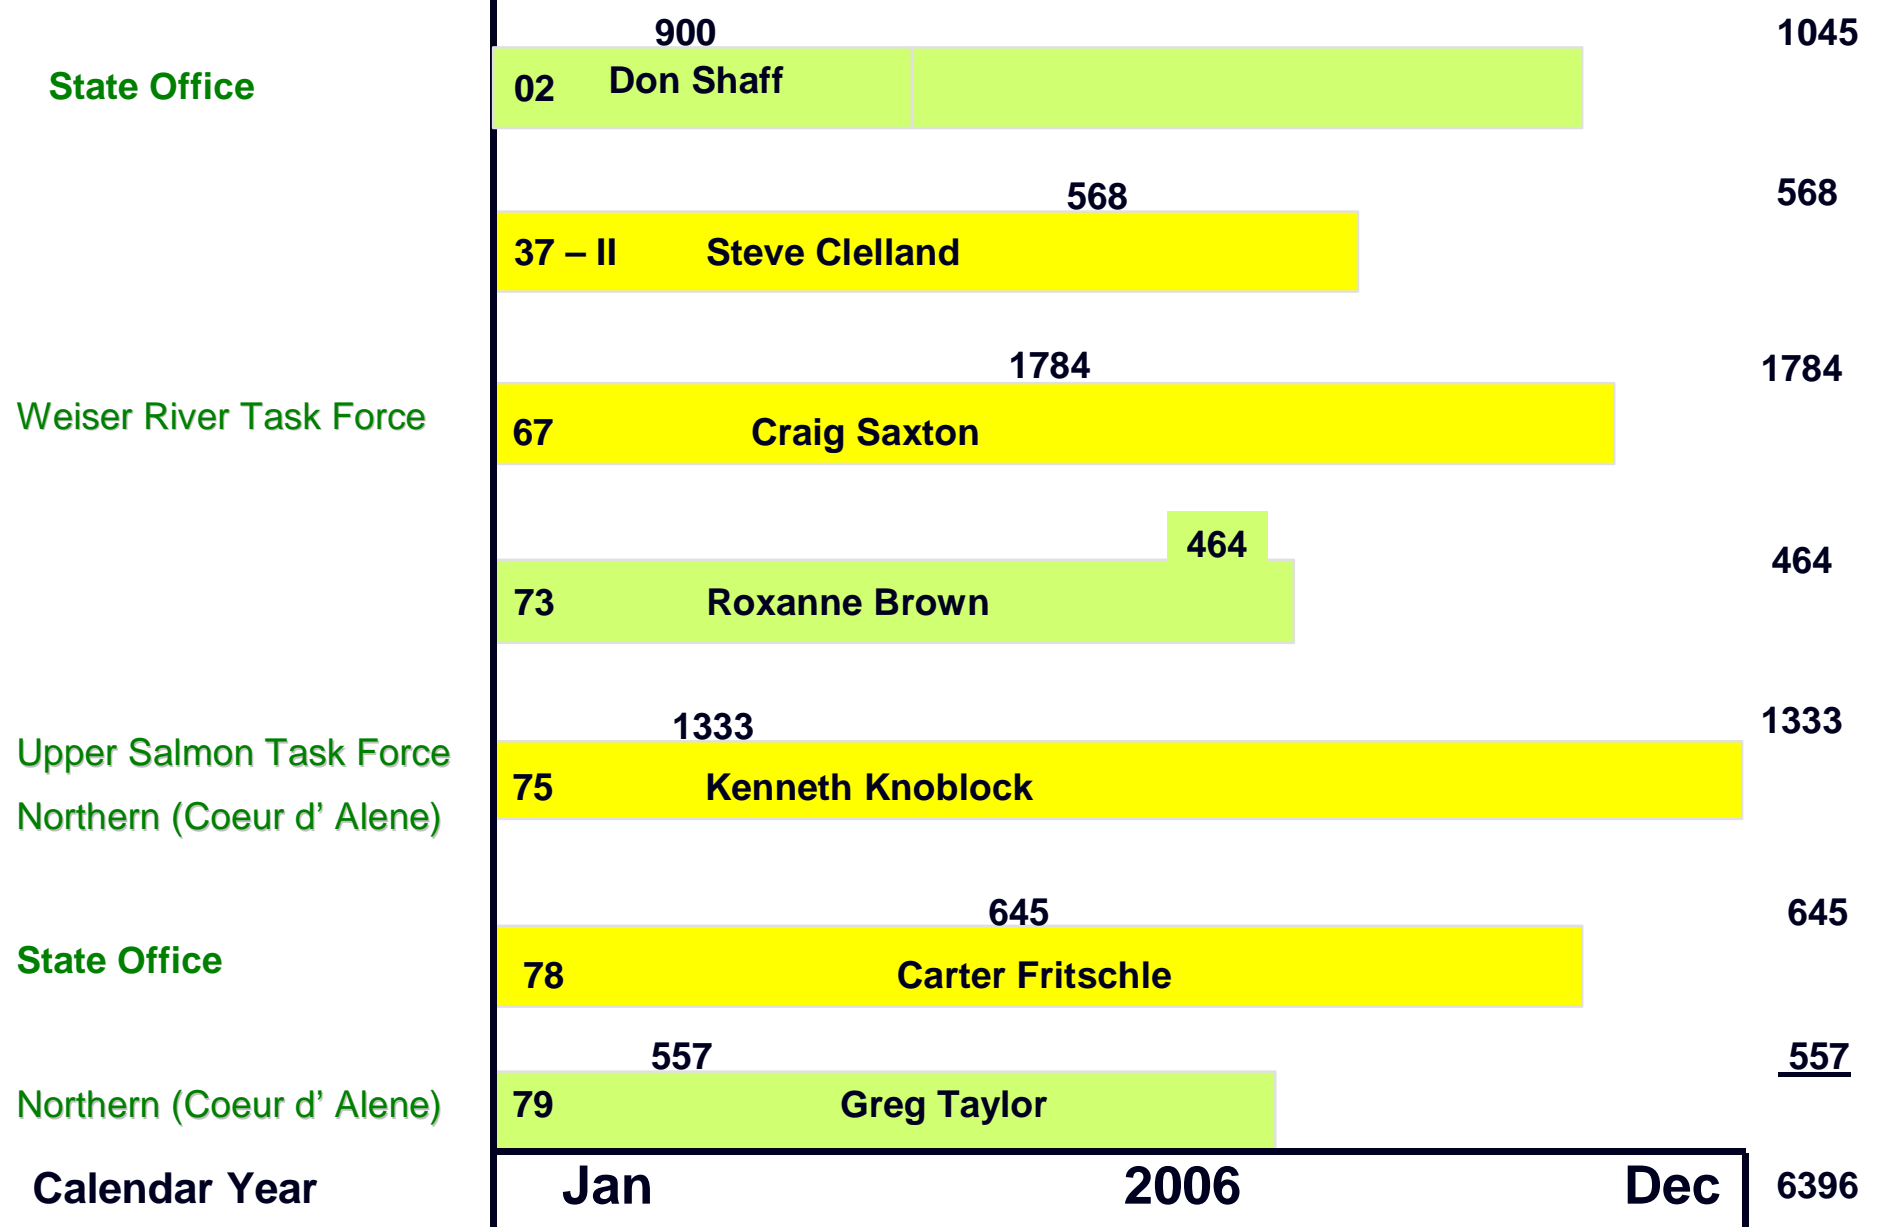 900 1045
State Office 02 Don Shaff
568 568
37 – II Steve Clelland
1784 1784
Weiser River Task Force 67 Craig Saxton
464 464
73 Roxanne Brown
1333 1333
Upper Salmon Task Force 75 Kenneth Knoblock
Northern (Coeur d’ Alene)
645 645
State Office 78 Carter Fritschle
557 557
Northern (Coeur d’ Alene) 79 Greg Taylor
Calendar Year Jan 2006 Dec 6396